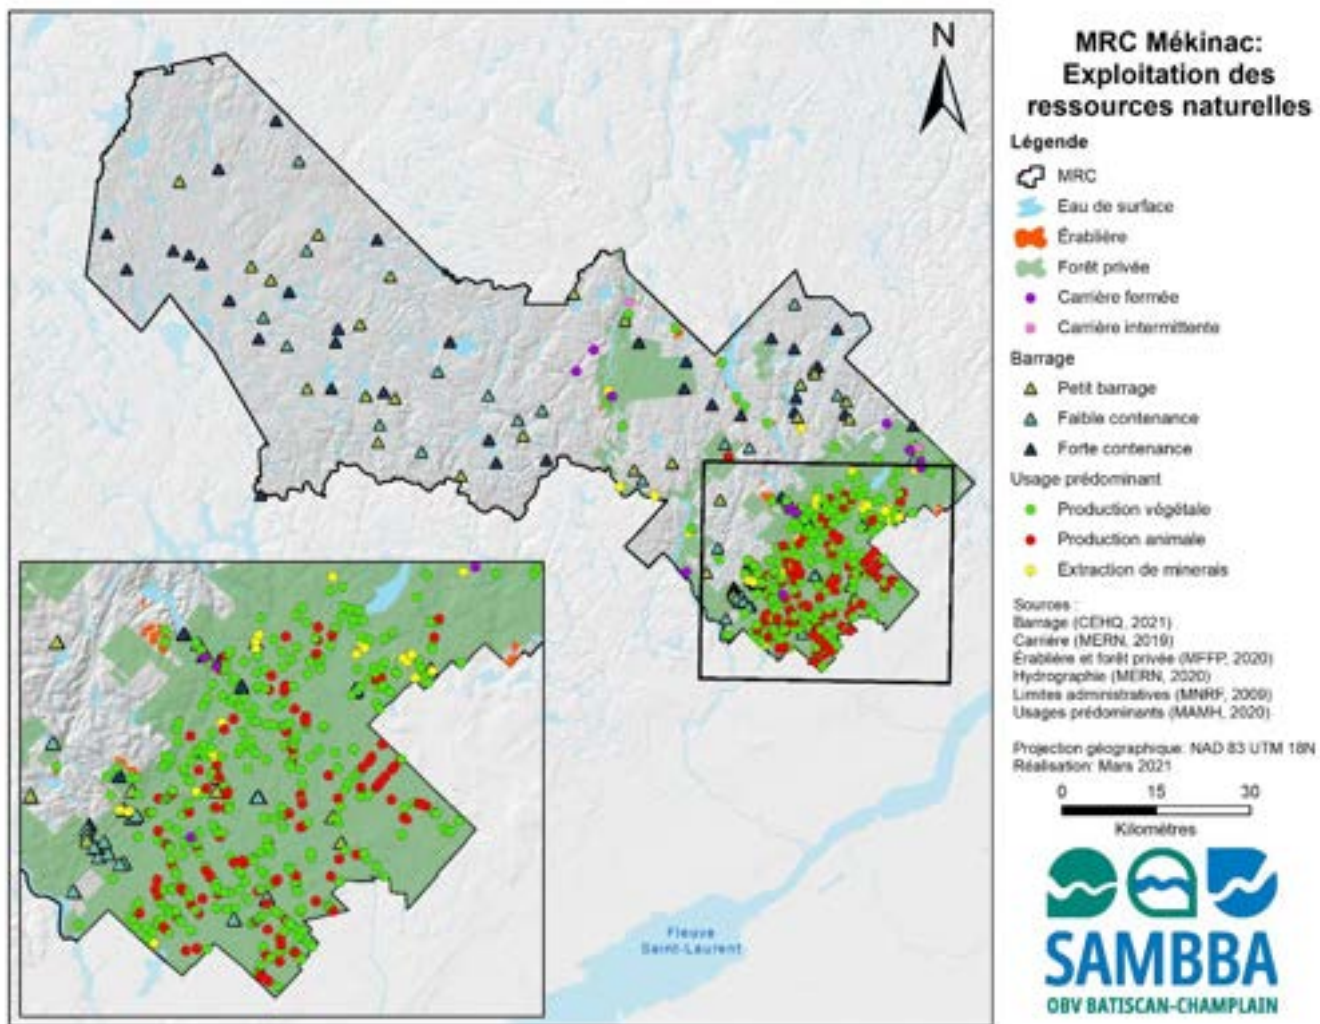 N
MRC Mékinac:
Exploitation des
ressources naturelles
Légende
MRC
Eau de surface
Érablière
Forêt privée
Carrière fermée
Carrière intermittente
Barrage
Petit barrage
Faible contenance
Forte contenance
Usage prédominant
Production végétale
Production animale
Extraction de minerais
Sources :
Barrage (CEHQ, 2021)
Carrière (MERN, 2019)
Érablière et forêt privée (MFFP, 2020)
Hydrographie (MERN, 2020)
Limites administratives (MNRF, 2009)
Usages prédominants (MAMH, 2020)
Projection géographique: NAD 83 UTM 18N
Réalisation: Mars 2021
0 15 30
Kilomètres
Fleuve
Saint-Laurent
SAMBBA
OBV BATISCAN-CHAMPLAIN